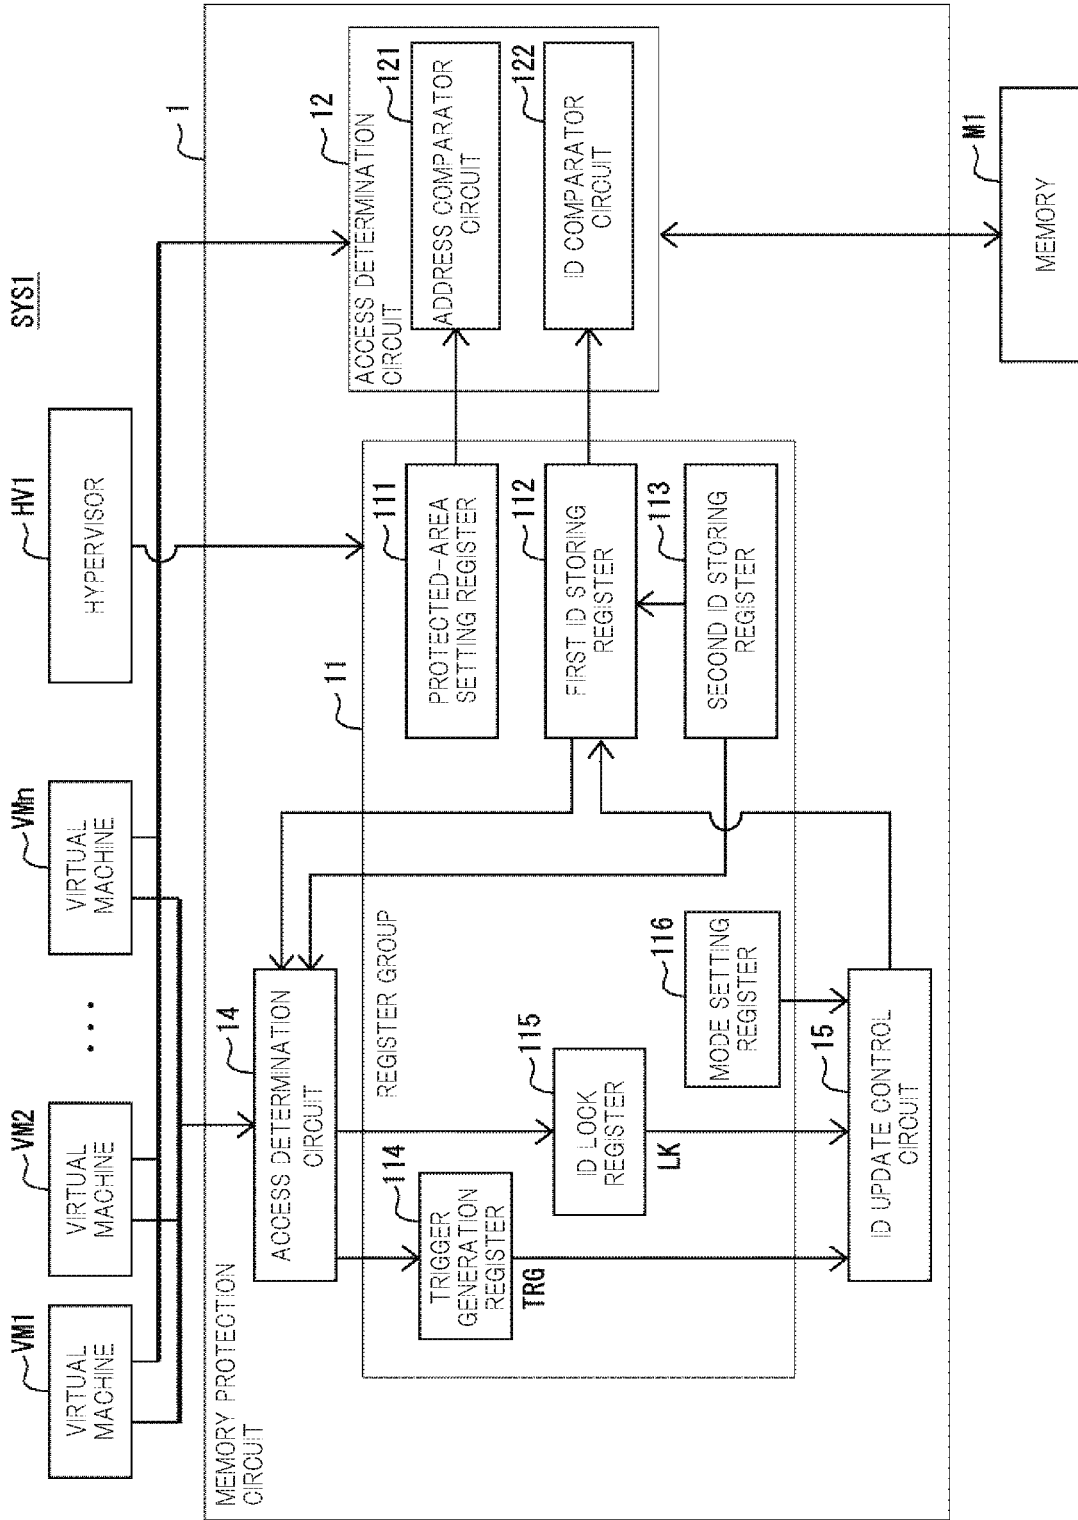 SYS1
VM1
VIRTUAL
MACHINE
VM2
VIRTUAL
MACHINE
• • •
VMn
VIRTUAL
MACHINE
HV1
HYPERVISOR
1
MEMORY PROTECTION
CIRCUIT
14
ACCESS DETERMINATION
CIRCUIT
11
REGISTER GROUP
114
TRIGGER
GENERATION
REGISTER
TRG
115
ID LOCK
REGISTER
LK
116
MODE SETTING
REGISTER
15
ID UPDATE CONTROL
CIRCUIT
111
PROTECTED-AREA
SETTING REGISTER
112
FIRST ID STORING
REGISTER
113
SECOND ID STORING
REGISTER
12
ACCESS DETERMINATION
CIRCUIT
121
ADDRESS COMPARATOR
CIRCUIT
122
ID COMPARATOR
CIRCUIT
M1
MEMORY